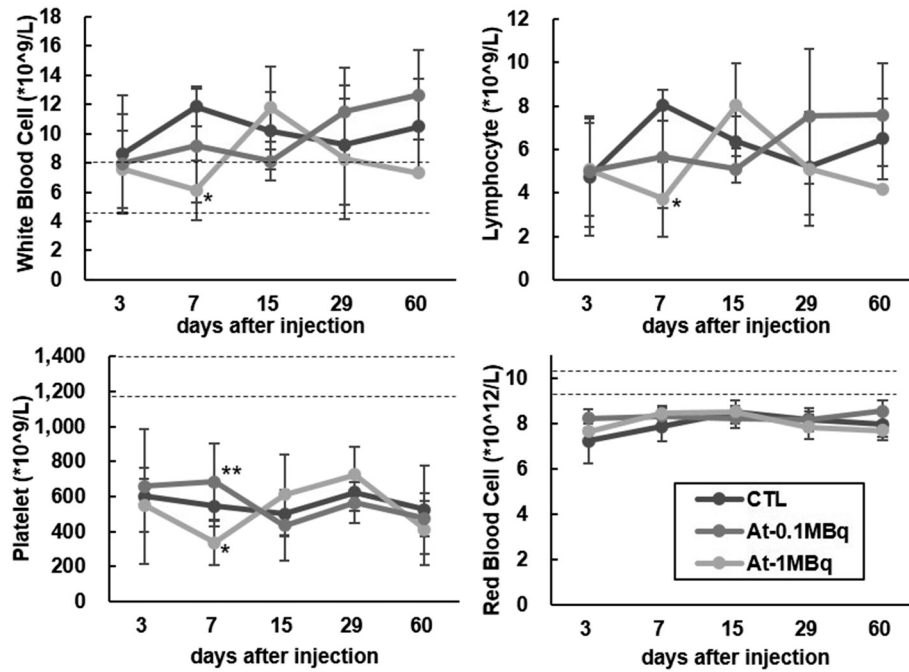 White Blood Cell (*10^9/L)
18
16
14
12
10
8
6
4
2
0
*
3 7 15 29 60
days after injection
Lymphocyte (*10^9/L)
12
10
8
6
4
2
0
*
3 7 15 29 60
days after injection
Platelet (*10^9/L)
1,400
1,200
1,000
800
600
400
200
0
**
*
3 7 15 29 60
days after injection
Red Blood Cell (*10^12/L)
10
8
6
4
2
0
CTL
At-0.1MBq
At-1MBq
3 7 15 29 60
days after injection